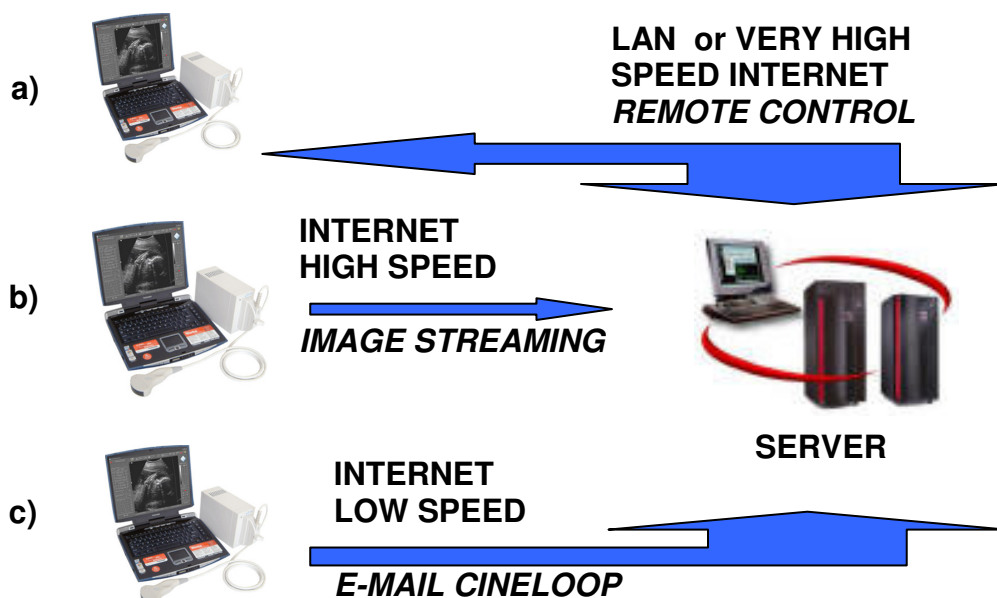 a)
LAN or VERY HIGH
SPEED INTERNET
REMOTE CONTROL
b)
INTERNET
HIGH SPEED
IMAGE STREAMING
SERVER
c)
INTERNET
LOW SPEED
E-MAIL CINELOOP